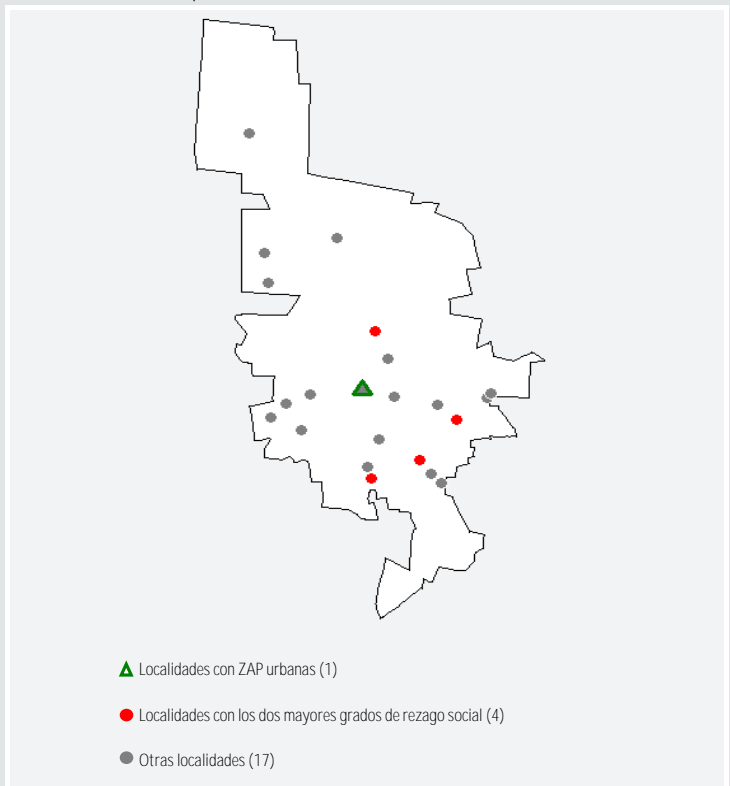 Localidades con ZAP urbanas (1)
Localidades con los dos mayores grados de rezago social (4)
Otras localidades (17)